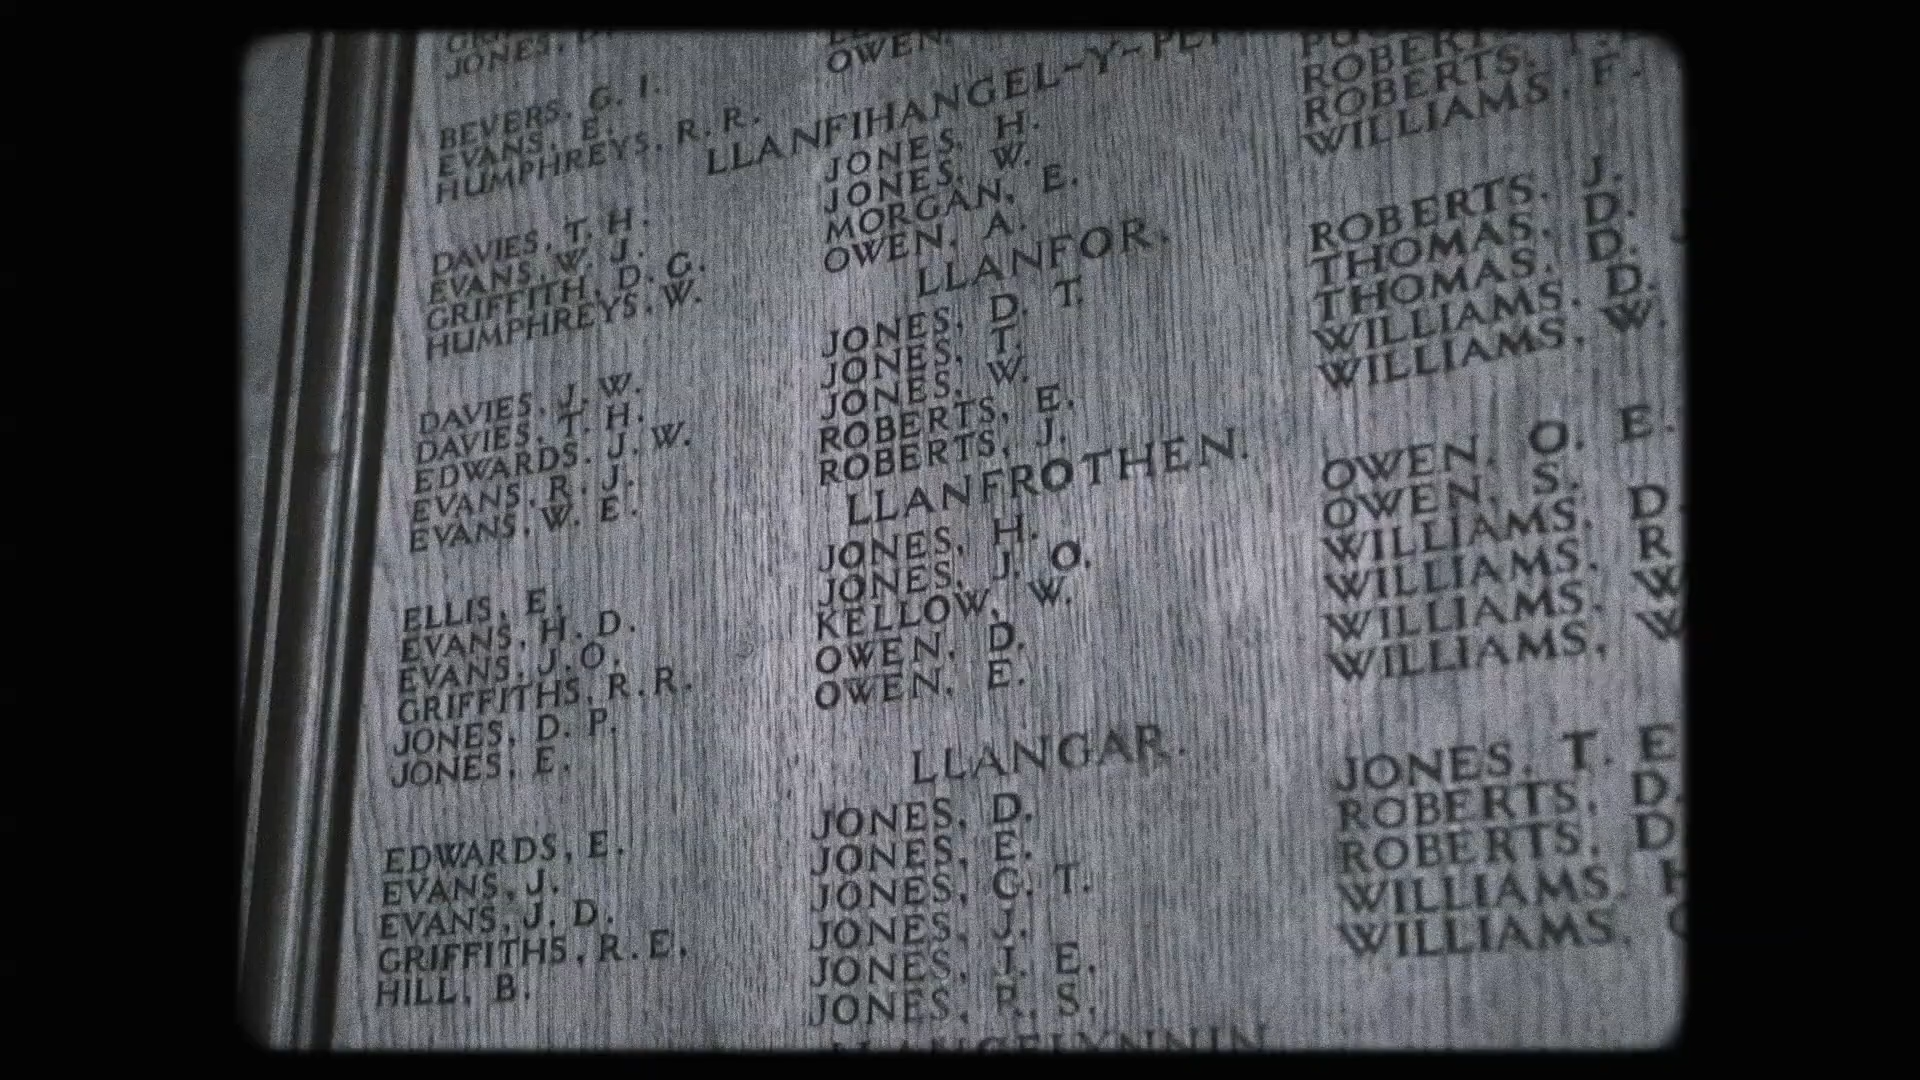 JONES.
BEVERS. G. I.
EVANS. E.
HUMPHREYS. R. R.
DAVIES. T. H.
EVANS. W. J.
GRIFFITH. D. G.
HUMPHREYS. W.
DAVIES. J. W.
DAVIES. T. H.
EDWARDS. J. W.
EVANS. R. J.
EVANS. W. E.
ELLIS. E.
EVANS. H. D.
EVANS. J. O.
GRIFFITHS. R. R.
JONES. D. P.
JONES. E.
EDWARDS. E.
EVANS. J.
EVANS. J. D.
GRIFFITHS. R. E.
HILL. B.
OWEN.
LLANFIHANGEL-Y-PE
JONES. H.
JONES. W.
MORGAN. E.
OWEN. A.
LLANFOR.
JONES. D. T.
JONES. T.
JONES. W.
ROBERTS. E.
ROBERTS. J.
LLANFROTHEN.
JONES. H.
JONES. J. O.
KELLOW. W.
OWEN. D.
OWEN. E.
LLANGAR.
JONES. D.
JONES. E.
JONES. G. T.
JONES. J.
JONES. J. E.
JONES. R. S.
LLANGELYNNIN
ROBERT
ROBERTS.
WILLIAMS. F.
ROBERTS. J.
THOMAS. D.
THOMAS. D.
WILLIAMS. D.
WILLIAMS. W.
OWEN. O. E.
OWEN. S.
WILLIAMS. D.
WILLIAMS. R
WILLIAMS. W
WILLIAMS. W
JONES. T. E
ROBERTS. D.
ROBERTS. D
WILLIAMS. H
WILLIAMS.